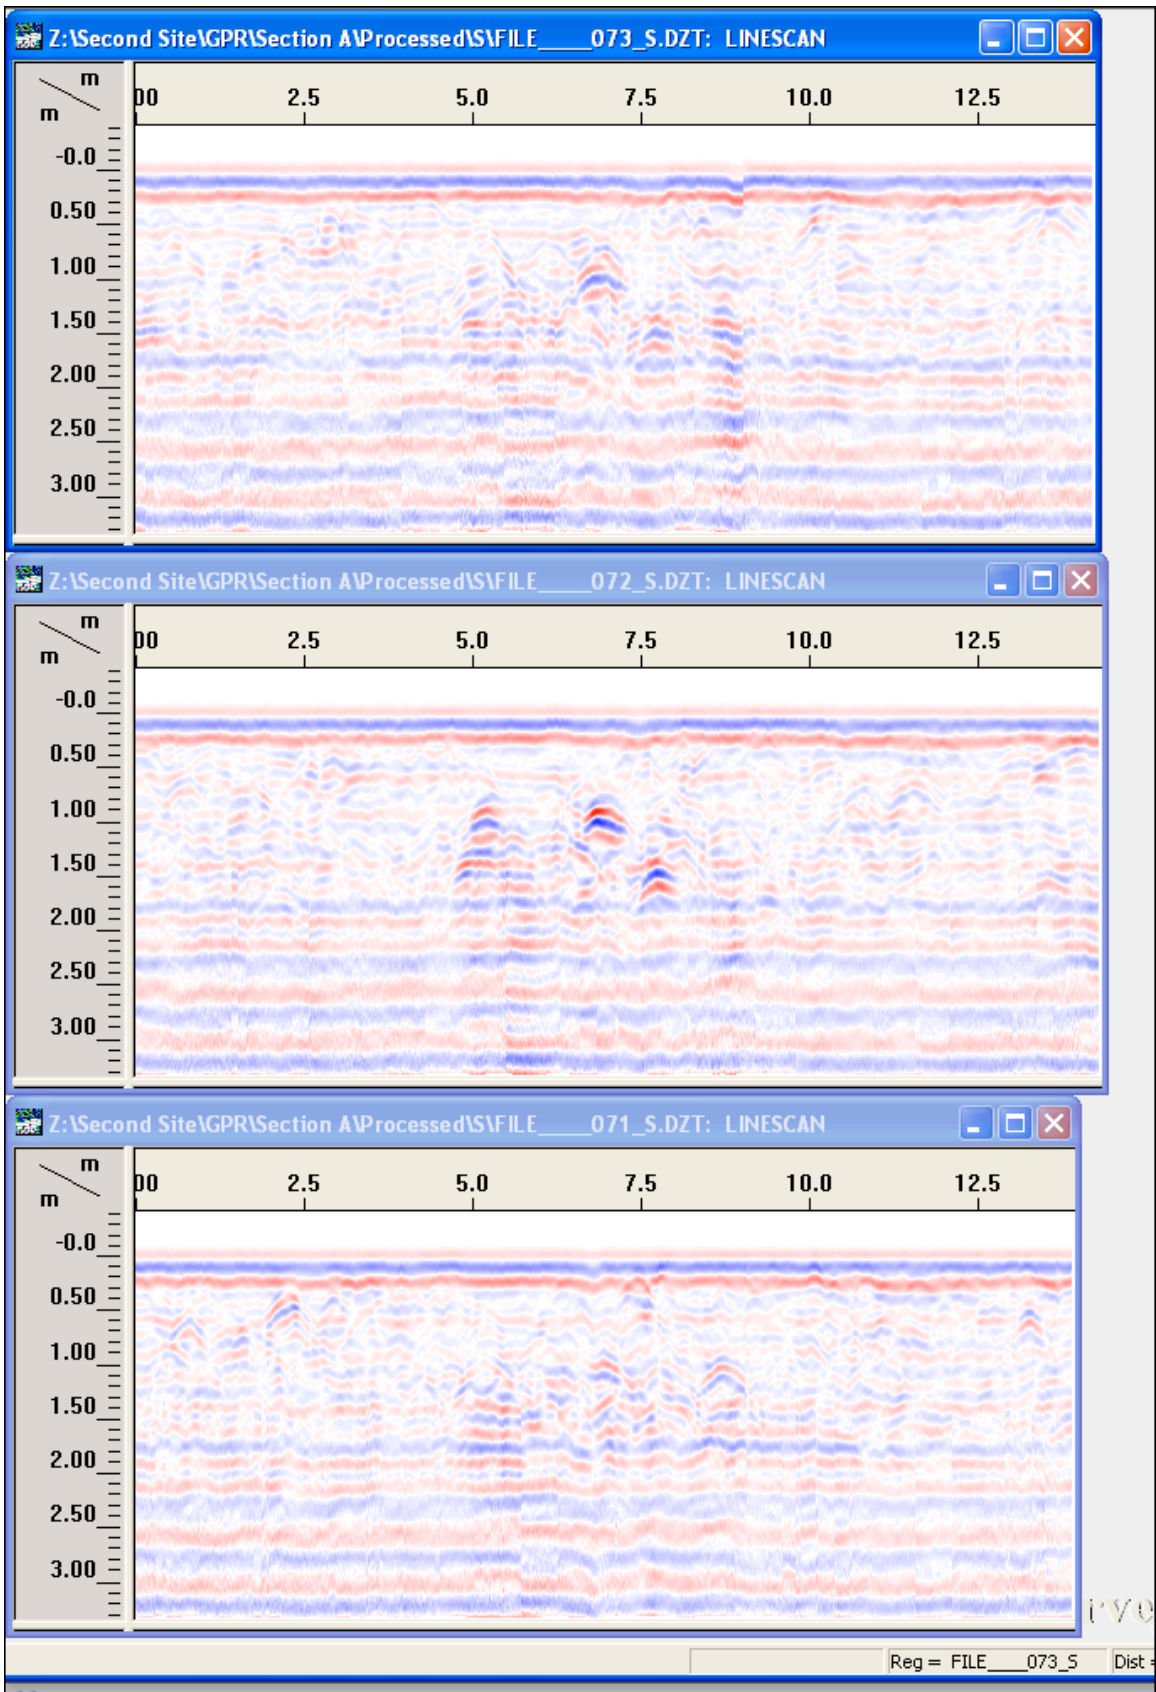 Z:\Second Site\GPR\Section A\Processed\S\FILE____073_S.DZT: LINESCAN
m
m
00 2.5 5.0 7.5 10.0 12.5
-0.0
0.50
1.00
1.50
2.00
2.50
3.00
Z:\Second Site\GPR\Section A\Processed\S\FILE____072_S.DZT: LINESCAN
m
m
00 2.5 5.0 7.5 10.0 12.5
-0.0
0.50
1.00
1.50
2.00
2.50
3.00
Z:\Second Site\GPR\Section A\Processed\S\FILE____071_S.DZT: LINESCAN
m
m
00 2.5 5.0 7.5 10.0 12.5
-0.0
0.50
1.00
1.50
2.00
2.50
3.00
Reg = FILE____073_S Dist =